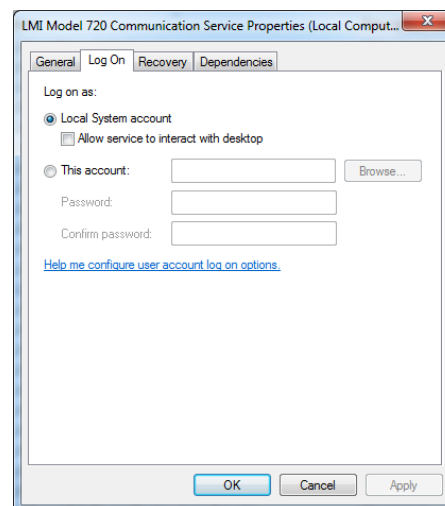 LMI Model 720 Communication Service Properties (Local Comput...
General Log On Recovery Dependencies
Log on as:
Local System account
Allow service to interact with desktop
This account: Browse...
Password:
Confirm password:
Help me configure user account log on options.
OK Cancel Apply